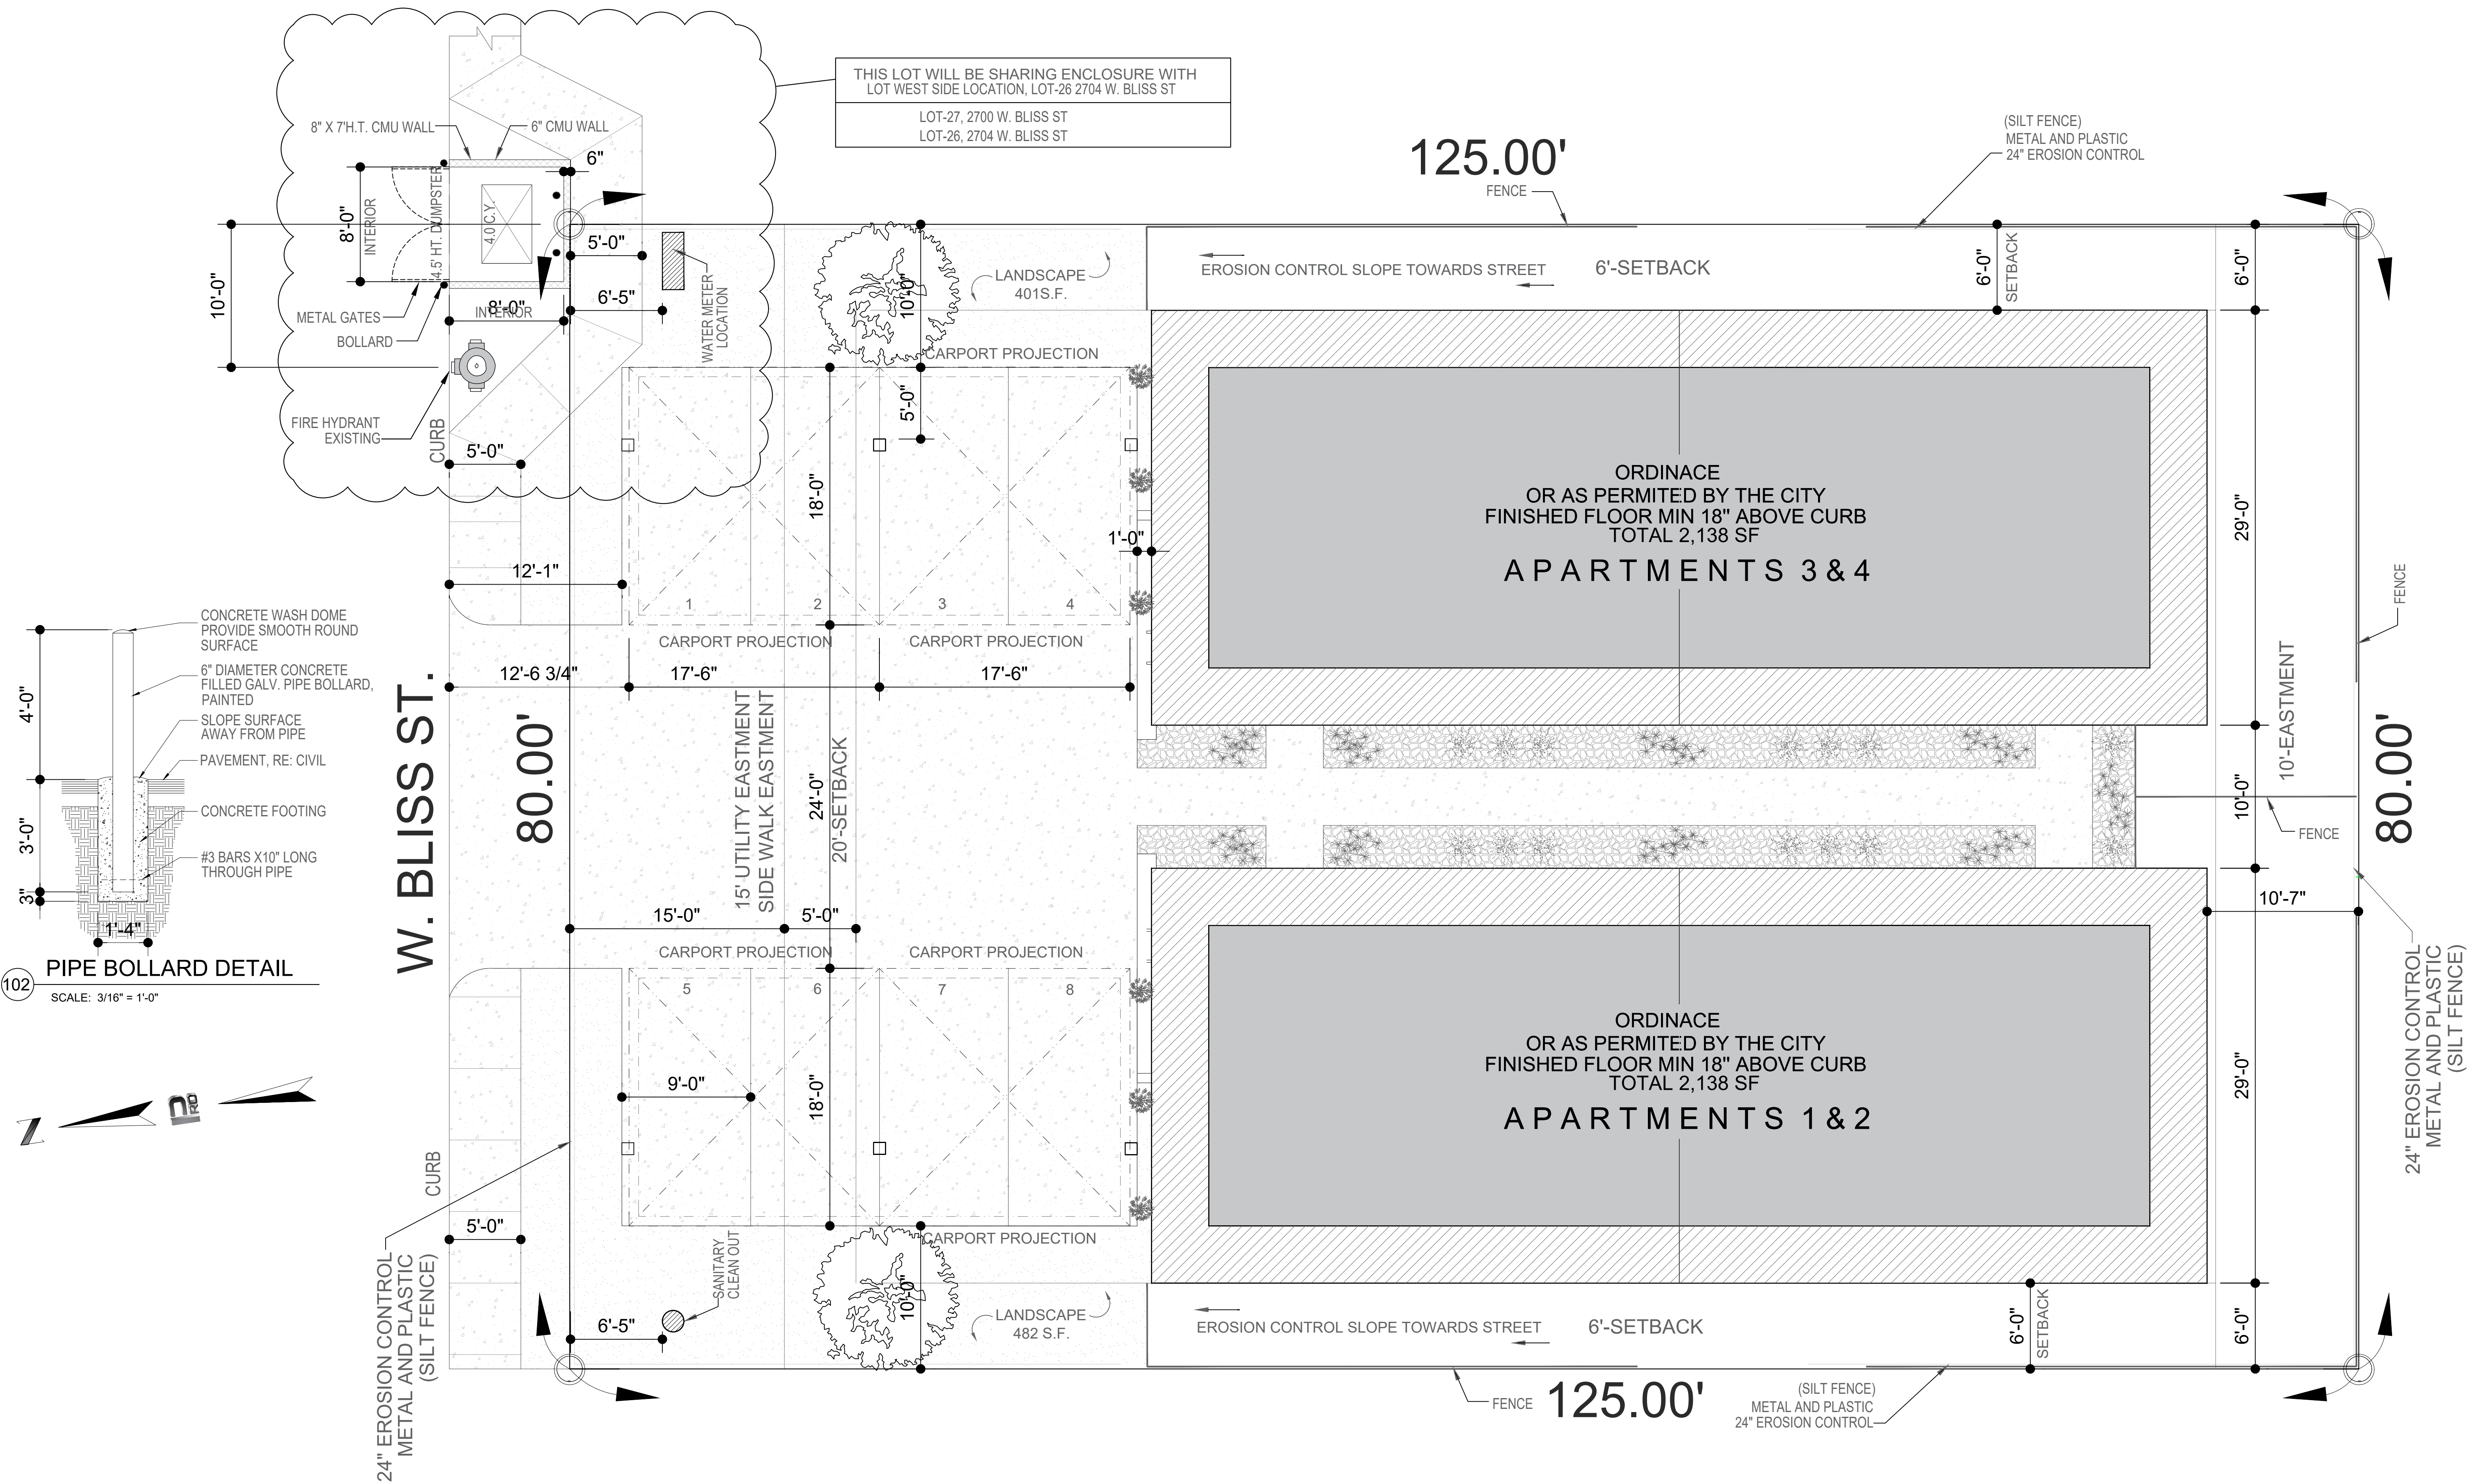 THIS LOT WILL BE SHARING ENCLOSURE WITH
LOT WEST SIDE LOCATION, LOT-26 2704 W. BLISS ST
LOT-27, 2700 W. BLISS ST
LOT-26, 2704 W. BLISS ST
8" X 7'H.T. CMU WALL
6" CMU WALL
6"
8'-0"
INTERIOR
4.5' HT. DUMPSTER
4.0 C.Y.
10'-0"
5'-0"
6'-5"
8'-0"
INTERIOR
METAL GATES
BOLLARD
WATER METER
LOCATION
FIRE HYDRANT
EXISTING
CURB
5'-0"
125.00'
FENCE
(SILT FENCE)
METAL AND PLASTIC
24" EROSION CONTROL
10'-0"
LANDSCAPE
401S.F.
EROSION CONTROL SLOPE TOWARDS STREET
6'-SETBACK
6'-0"
SETBACK
6'-0"
CARPORT PROJECTION
5'-0"
18'-0"
1'-0"
12'-1"
1
2
3
4
CARPORT PROJECTION
CARPORT PROJECTION
12'-6 3/4"
17'-6"
17'-6"
ORDINACE
OR AS PERMITED BY THE CITY
FINISHED FLOOR MIN 18" ABOVE CURB
TOTAL 2,138 SF
APARTMENTS 3 & 4
29'-0"
FENCE
CONCRETE WASH DOME
PROVIDE SMOOTH ROUND
SURFACE
6" DIAMETER CONCRETE
FILLED GALV. PIPE BOLLARD,
PAINTED
SLOPE SURFACE
AWAY FROM PIPE
PAVEMENT, RE: CIVIL
CONCRETE FOOTING
#3 BARS X10" LONG
THROUGH PIPE
4'-0"
3'-0"
3"
1'-4"
102
PIPE BOLLARD DETAIL
SCALE: 3/16" = 1'-0"
W. BLISS ST.
80.00'
15' UTILITY EASTMENT
SIDE WALK EASTMENT
24'-0"
20'-SETBACK
10'-EASTMENT
10'-0"
FENCE
80.00'
10'-7"
15'-0"
5'-0"
CARPORT PROJECTION
CARPORT PROJECTION
5
6
7
8
9'-0"
18'-0"
ORDINACE
OR AS PERMITED BY THE CITY
FINISHED FLOOR MIN 18" ABOVE CURB
TOTAL 2,138 SF
APARTMENTS 1 & 2
29'-0"
24" EROSION CONTROL
METAL AND PLASTIC
(SILT FENCE)
N
CURB
5'-0"
24" EROSION CONTROL
METAL AND PLASTIC
(SILT FENCE)
SANITARY
CLEAN OUT
6'-5"
CARPORT PROJECTION
10'-0"
LANDSCAPE
482 S.F.
EROSION CONTROL SLOPE TOWARDS STREET
6'-SETBACK
6'-0"
SETBACK
6'-0"
FENCE
125.00'
(SILT FENCE)
METAL AND PLASTIC
24" EROSION CONTROL